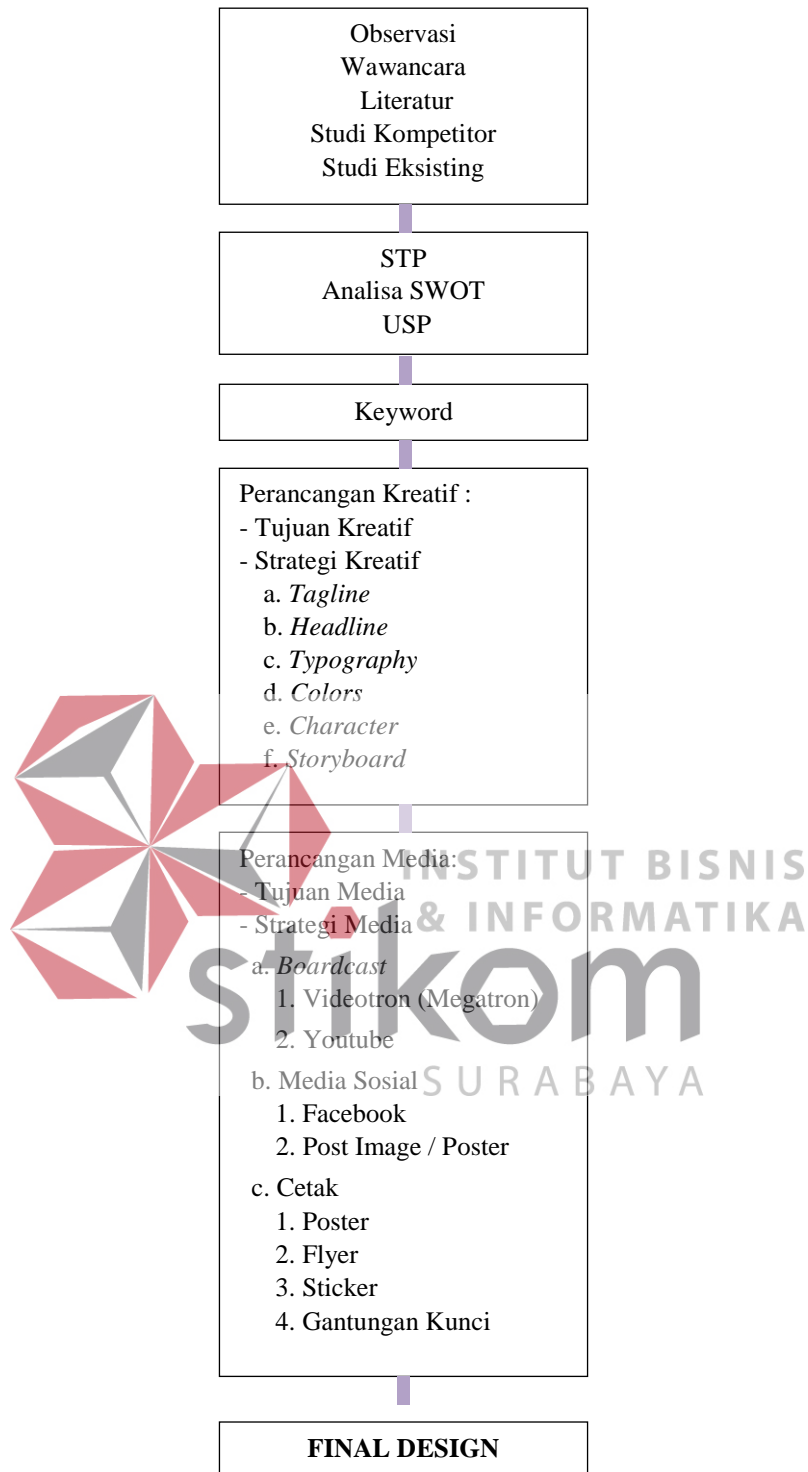 Observasi
Wawancara
Literatur
Studi Kompetitor
Studi Eksisting
STP
Analisa SWOT
USP
Keyword
Perancangan Kreatif :
- Tujuan Kreatif
- Strategi Kreatif
a. Tagline
b. Headline
c. Typography
d. Colors
e. Character
f. Storyboard
Perancangan Media:
- Tujuan Media
- Strategi Media
a. Boardcast
1. Videotron (Megatron)
2. Youtube
b. Media Sosial
1. Facebook
2. Post Image / Poster
c. Cetak
1. Poster
2. Flyer
3. Sticker
4. Gantungan Kunci
FINAL DESIGN
INSTITUT BISNIS
& INFORMATIKA
stikom
SURABAYA